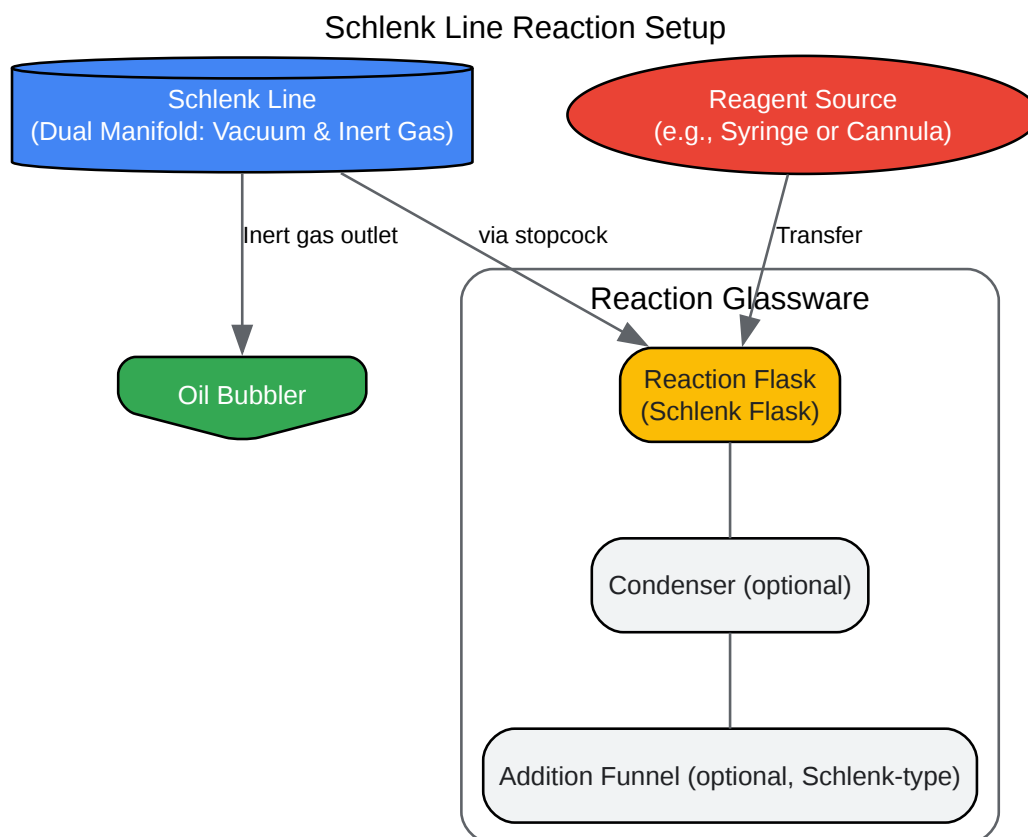 Schlenk Line Reaction Setup
Schlenk Line
(Dual Manifold: Vacuum & Inert Gas)
Reagent Source
(e.g., Syringe or Cannula)
Inert gas outlet
via stopcock
Transfer
Reaction Glassware
Oil Bubbler
Reaction Flask
(Schlenk Flask)
Condenser (optional)
Addition Funnel (optional, Schlenk-type)